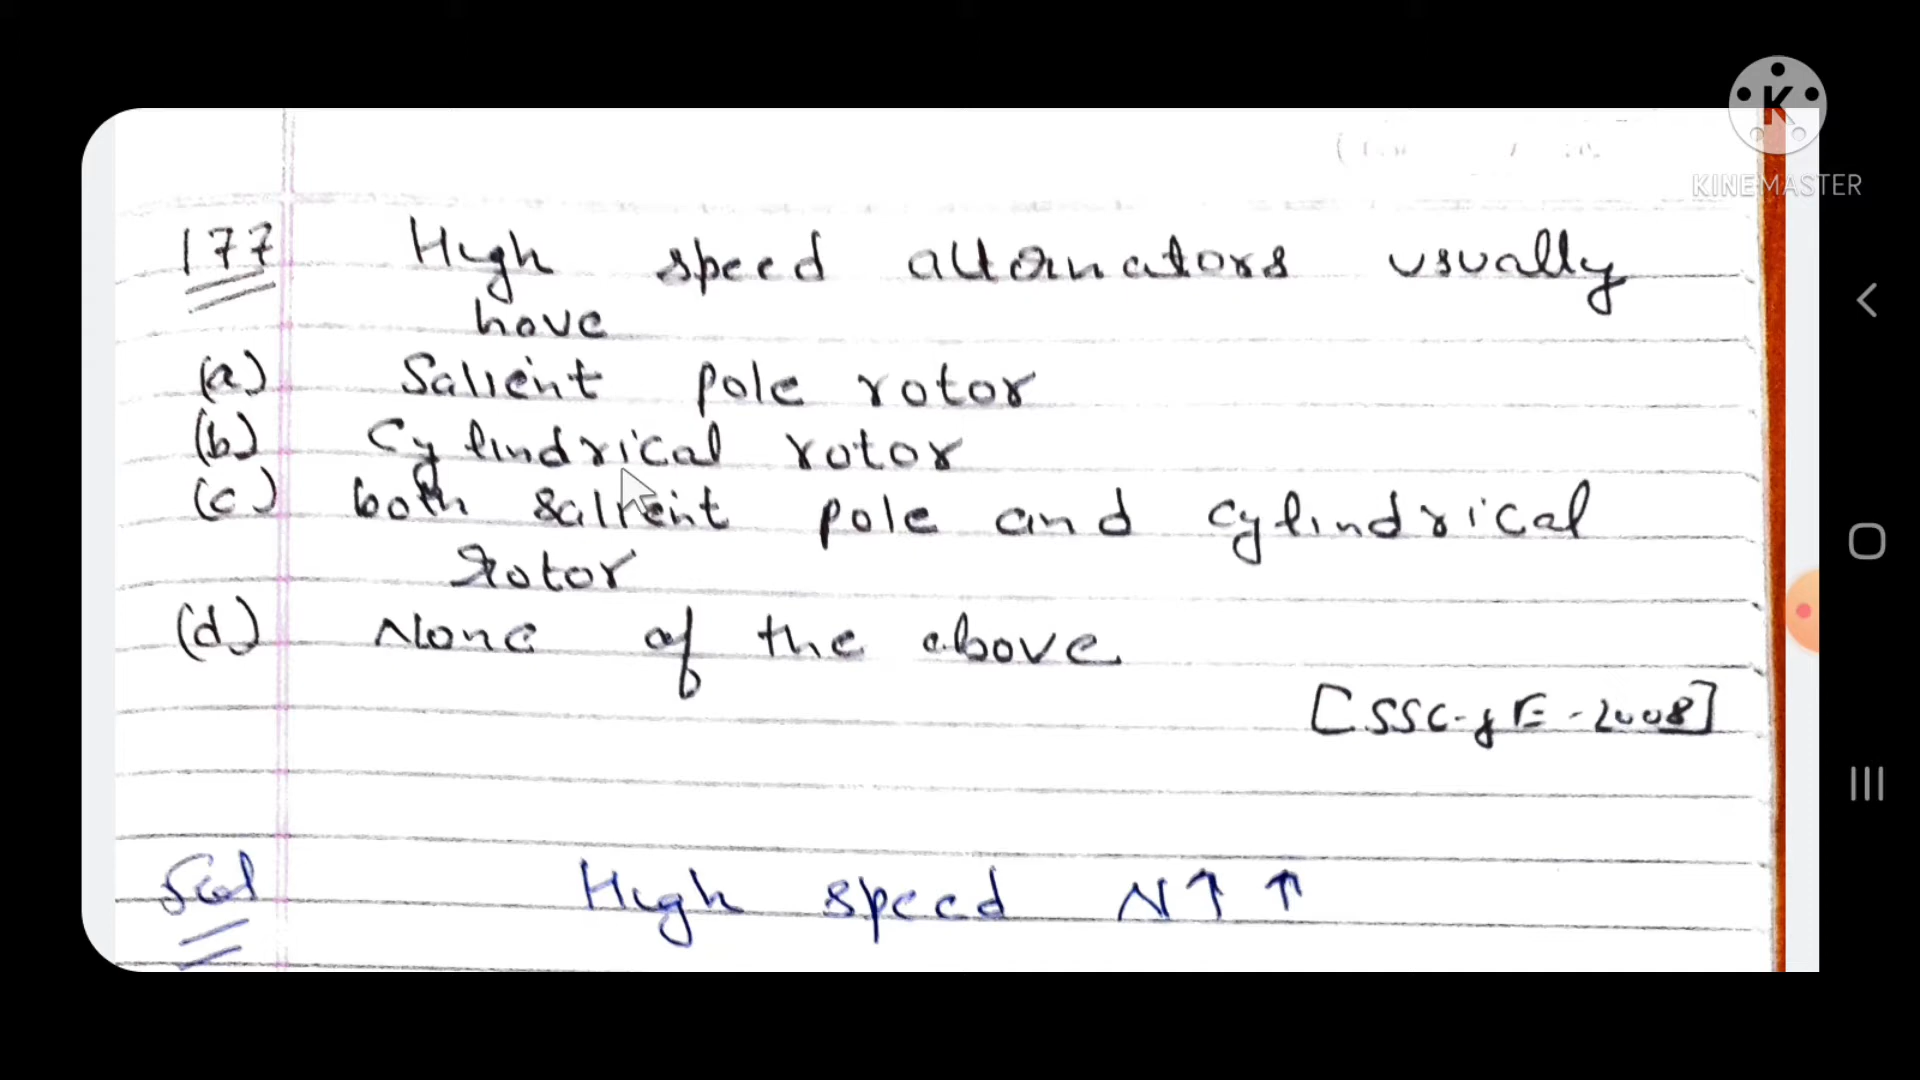 KINEMASTER
177 High speed alternators usually
have
(a) Salient pole rotor
(b) Cylindrical rotor
(c) both salient pole and cylindrical
rotor
(d) None of the above
[SSC-JE-2008]
Sol High speed N↑ ↑